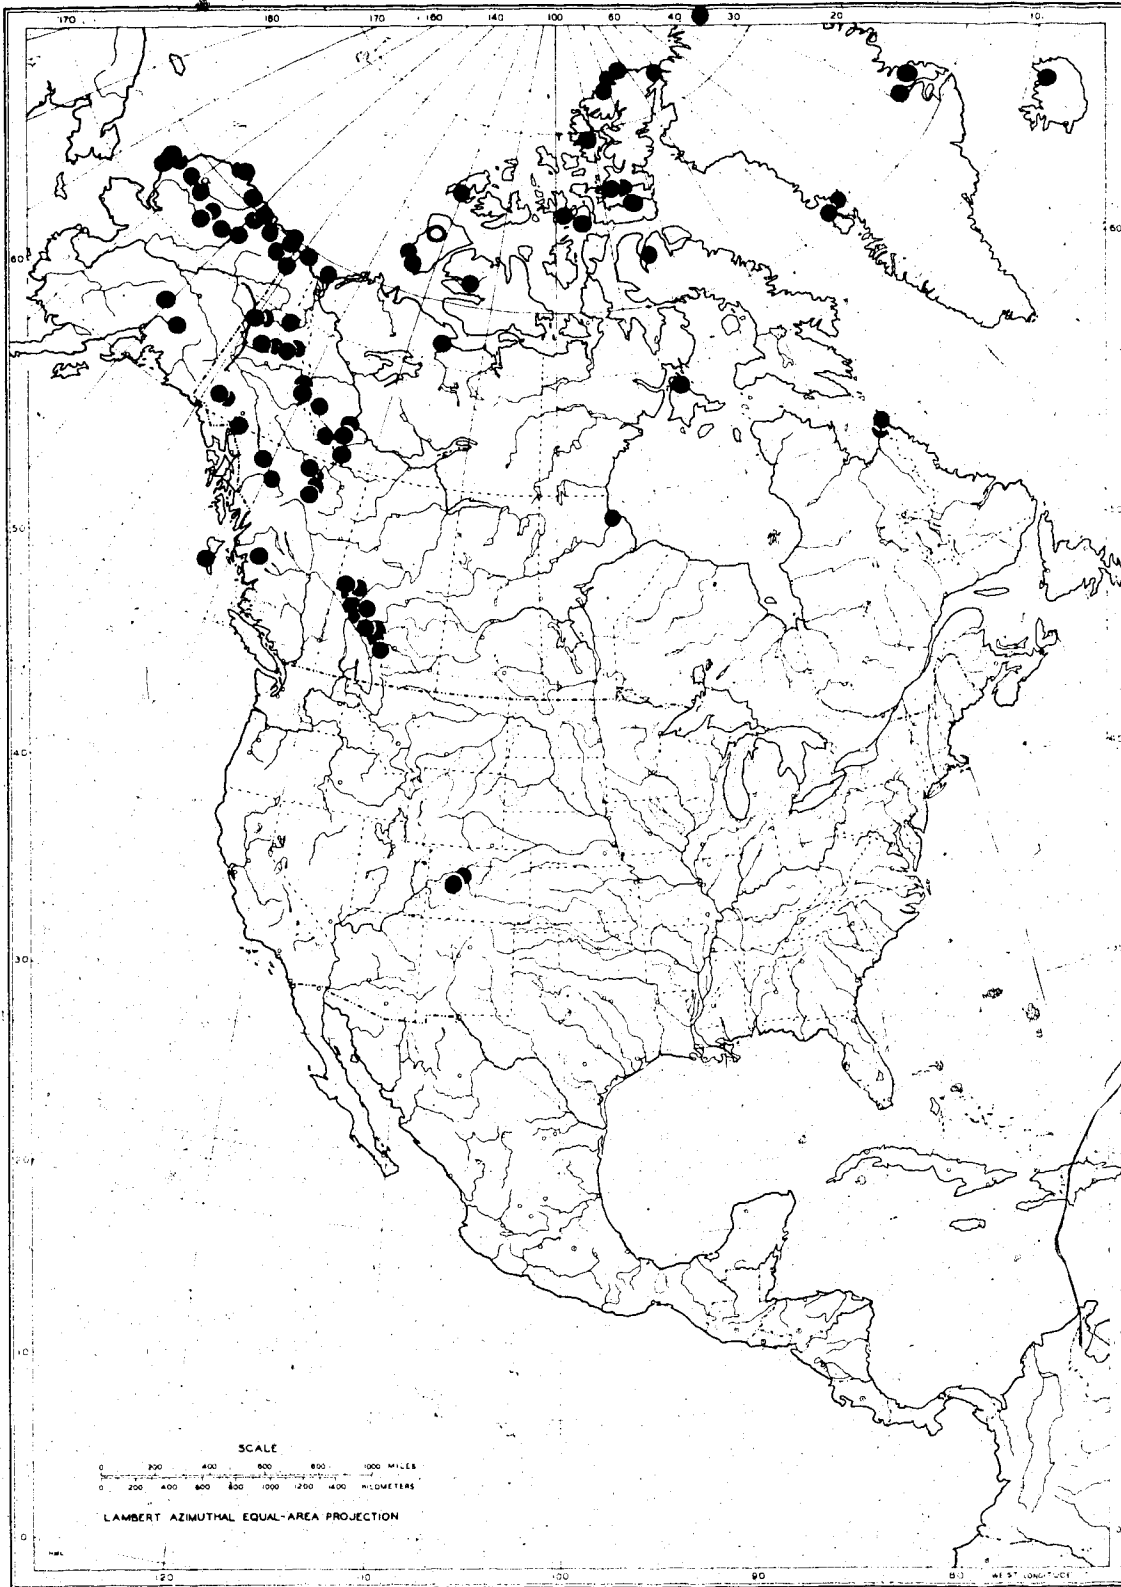 170 180 170 160 140 100 60 40 30 20 10
60
60
50
40
30
20
10
0
SCALE
0 200 400 600 800 1000 MILES
0 200 400 600 800 1000 1200 1400 KILOMETERS
LAMBERT AZIMUTHAL EQUAL-AREA PROJECTION
120 110 100 90 80 WEST LONGITUDE